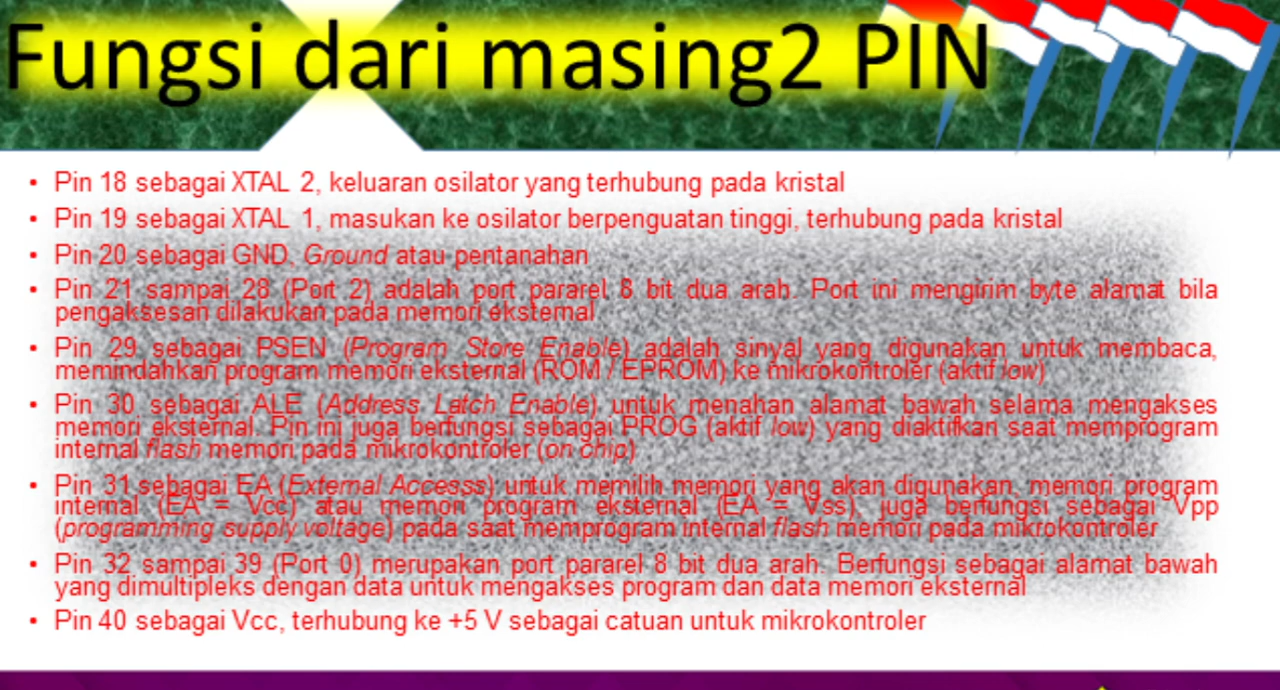 Fungsi dari masing2 PIN
• Pin 18 sebagai XTAL 2, keluaran osilator yang terhubung pada kristal
• Pin 19 sebagai XTAL 1, masukan ke osilator berpenguatan tinggi, terhubung pada kristal
• Pin 20 sebagai GND, Ground atau pentanahan
• Pin 21 sampai 28 (Port 2) adalah port pararel 8 bit dua arah. Port ini mengirim byte alamat bila
pengaksesan dilakukan pada memori eksternal
• Pin 29 sebagai PSEN (Program Store Enable) adalah sinyal yang digunakan untuk membaca,
memindahkan program memori eksternal (ROM / EPROM) ke mikrokontroler (aktif low)
• Pin 30 sebagai ALE (Address Latch Enable) untuk menahan alamat bawah selama mengakses
memori eksternal. Pin ini juga berfungsi sebagai PROG (aktif low) yang diaktifkan saat memprogram
internal flash memori pada mikrokontroler (on chip)
• Pin 31 sebagai EA (External Accesss) untuk memilih memori yang akan digunakan, memori program
internal (EA = Vcc) atau memori program eksternal (EA = Vss), juga berfungsi sebagai Vpp
(programming supply voltage) pada saat memprogram internal flash memori pada mikrokontroler
• Pin 32 sampai 39 (Port 0) merupakan port pararel 8 bit dua arah. Berfungsi sebagai alamat bawah
yang dimultipleks dengan data untuk mengakses program dan data memori eksternal
• Pin 40 sebagai Vcc, terhubung ke +5 V sebagai catuan untuk mikrokontroler